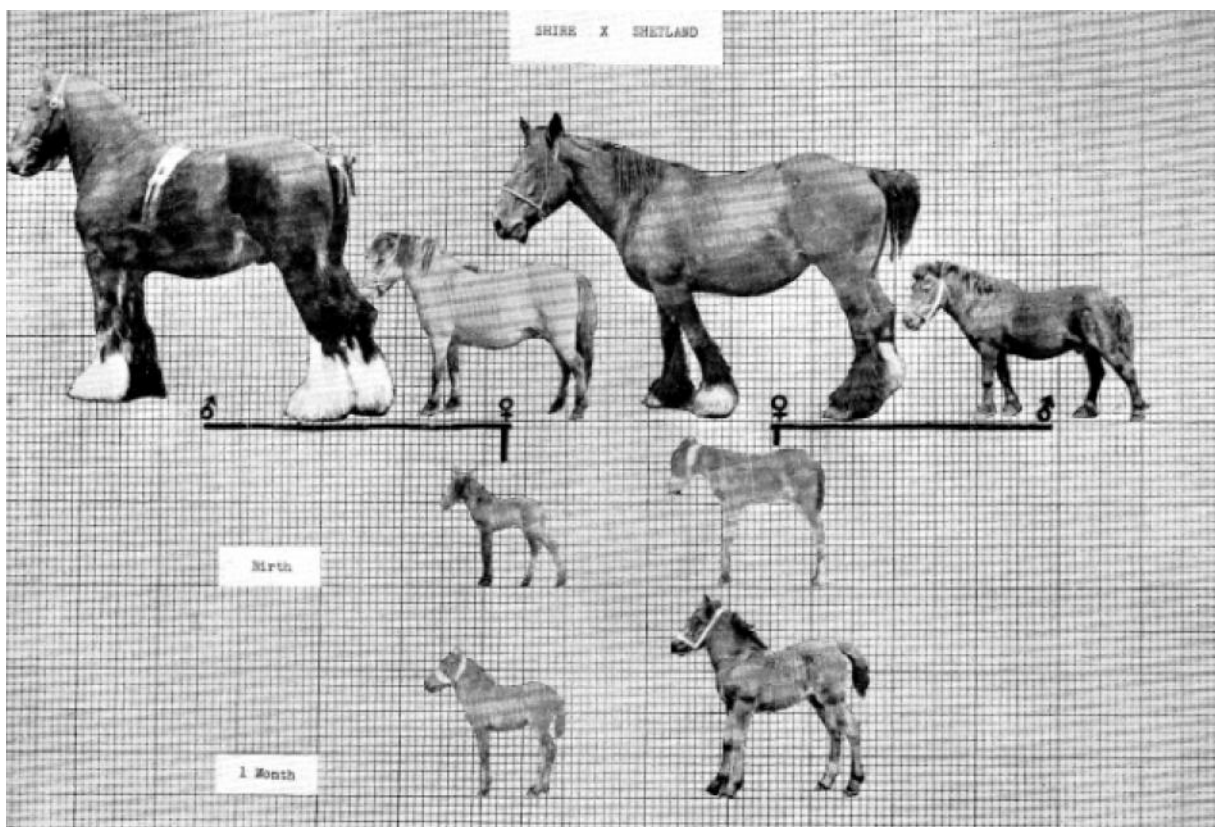 SHIRE X SHETLAND
♂ ♀ ♀ ♂
Birth
1 Month